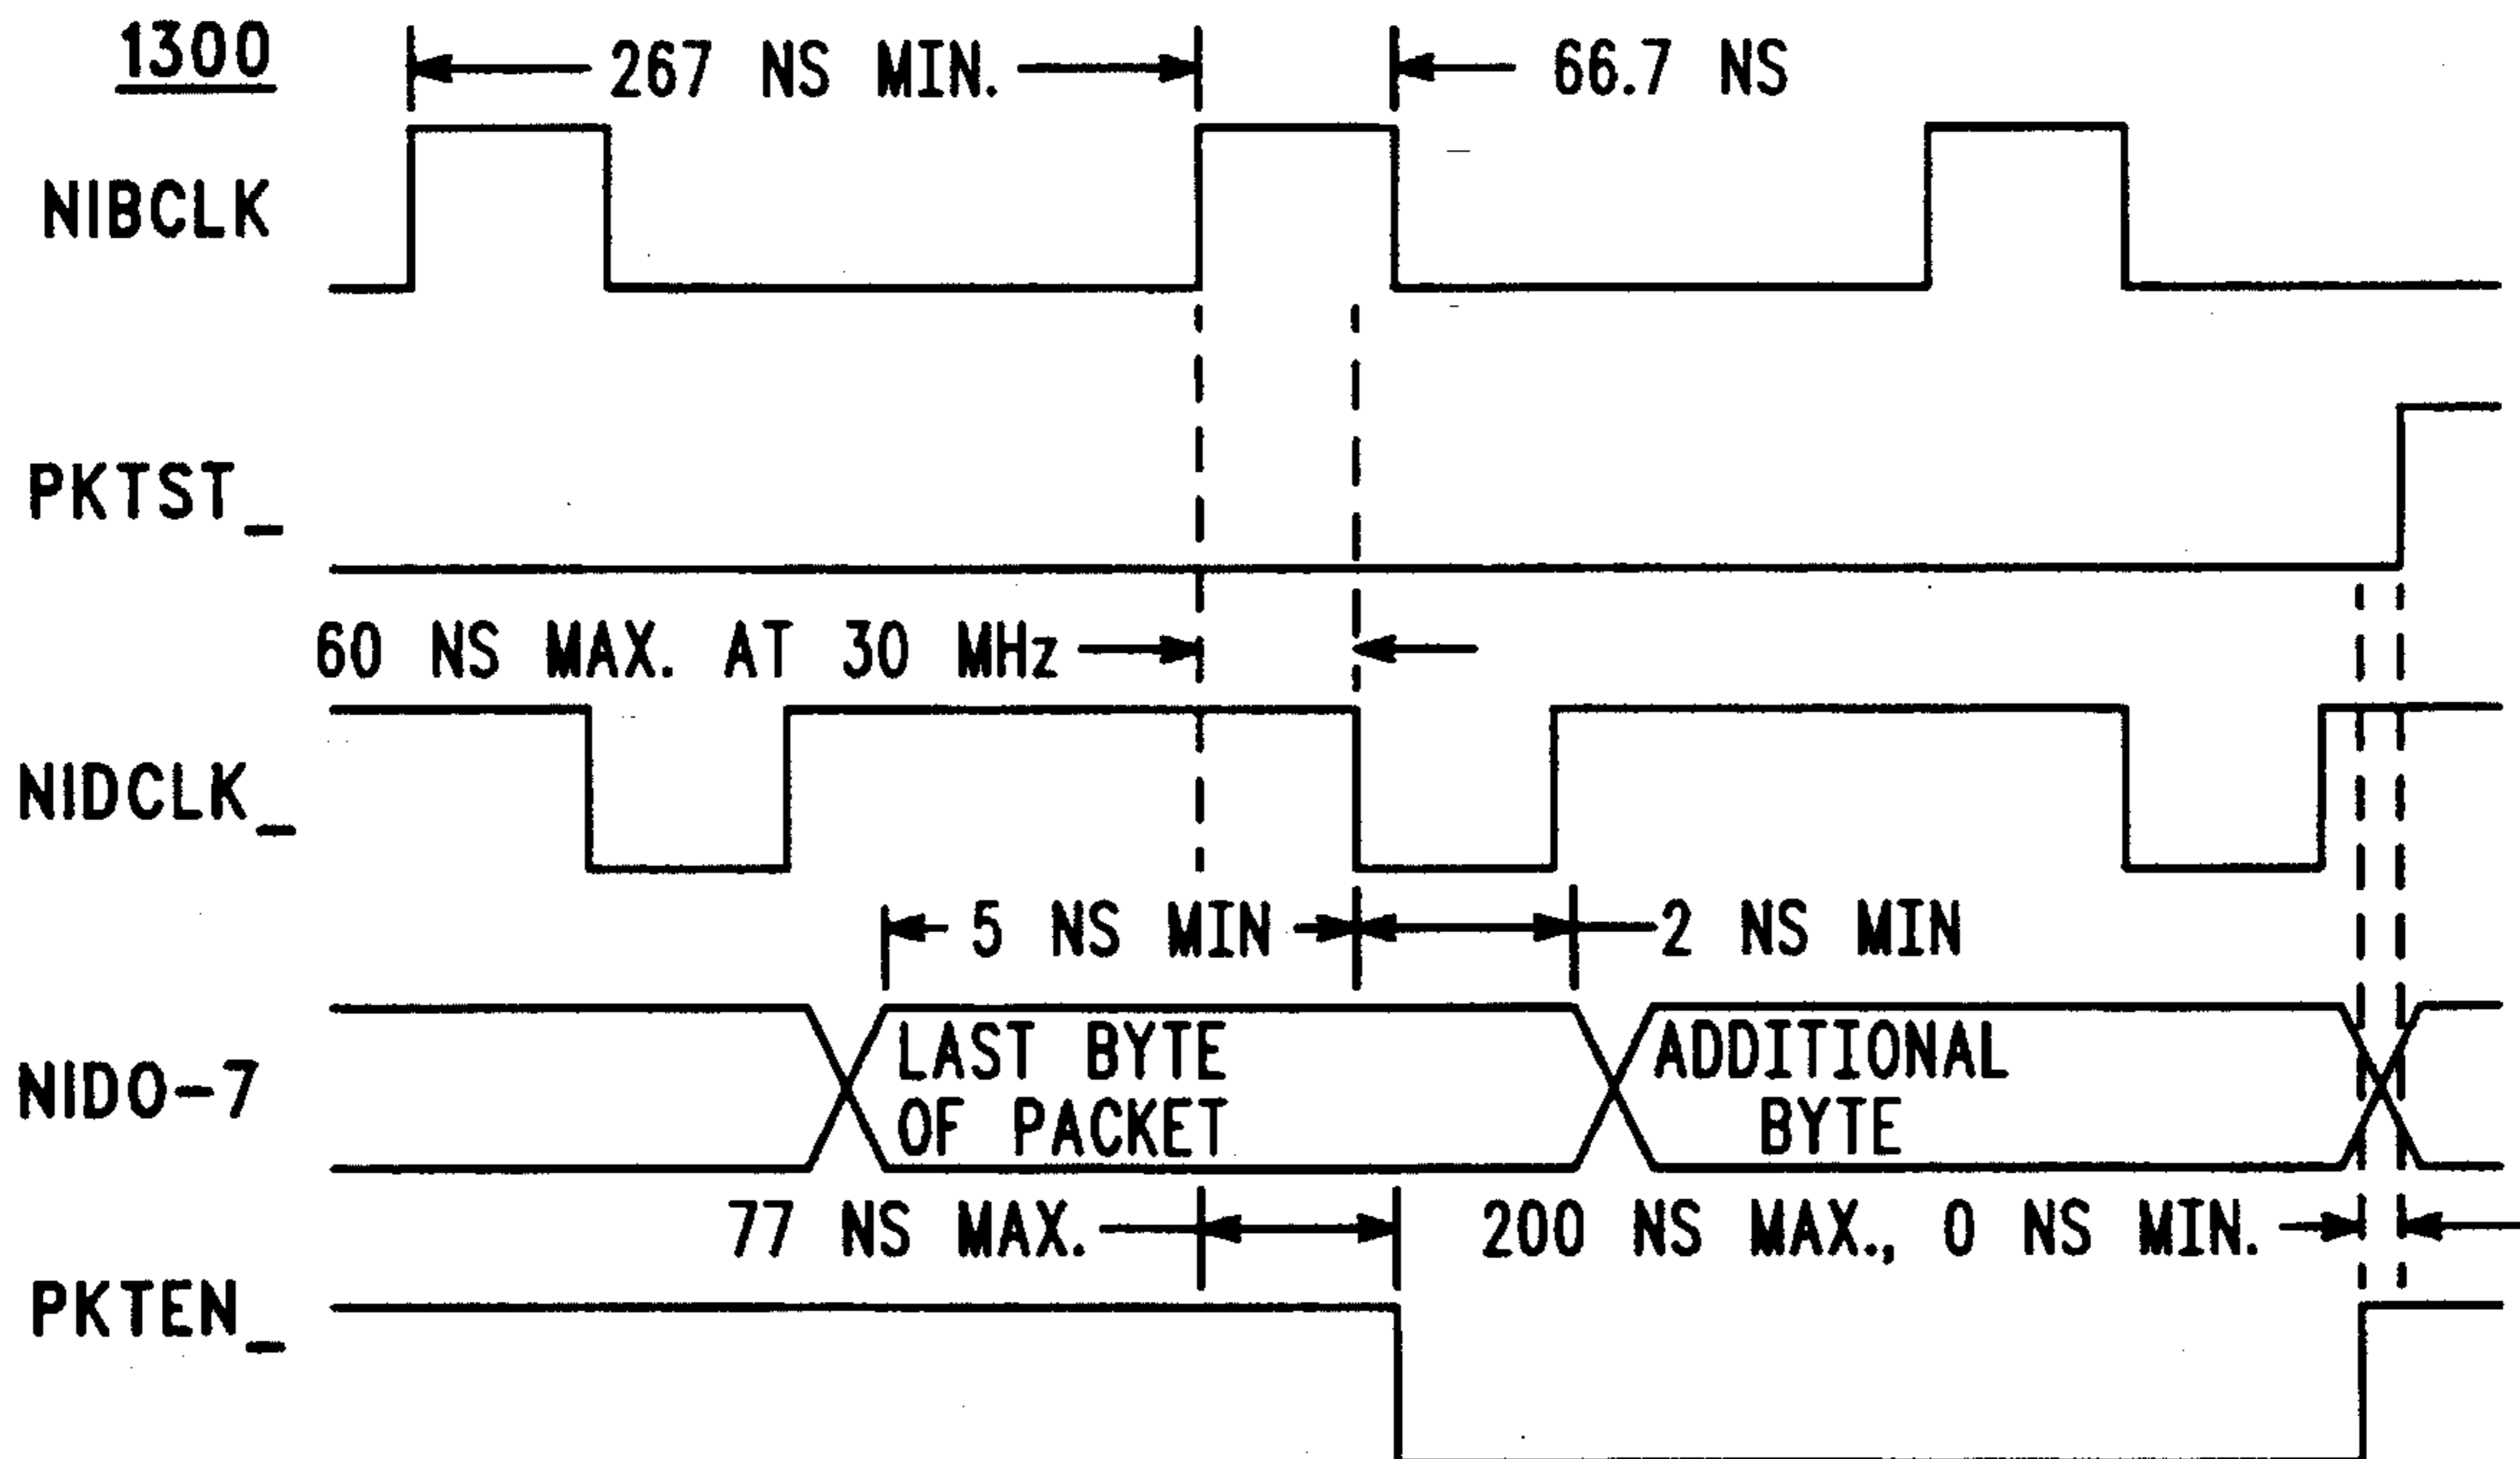 1300
267 NS MIN.
66.7 NS
NIBCLK
PKTST_
60 NS MAX. AT 30 MHz
NIDCLK_
5 NS MIN
2 NS MIN
NIDO-7
LAST BYTE
OF PACKET
ADDITIONAL
BYTE
77 NS MAX.
200 NS MAX., 0 NS MIN.
PKTEN_